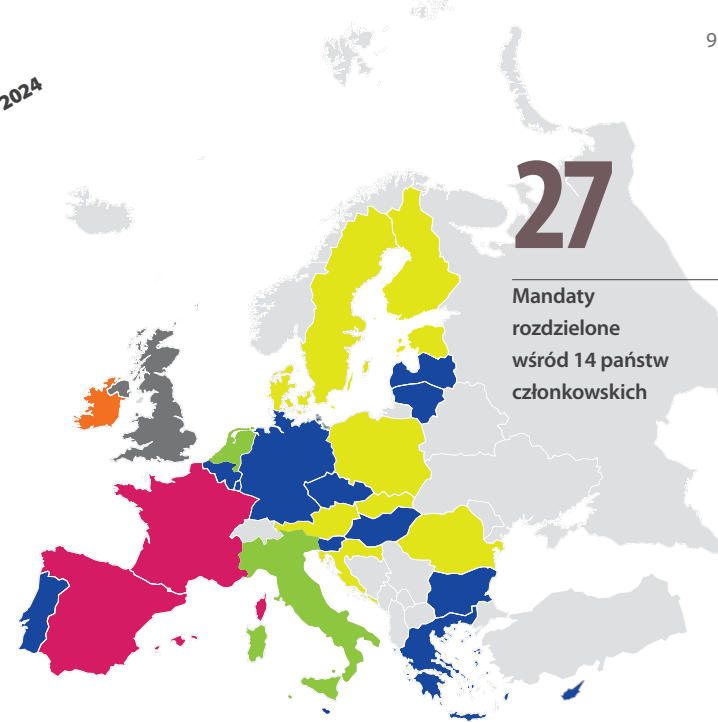 9
2024
27
Mandaty
rozdzielone
wśród 14 państw
członkowskich